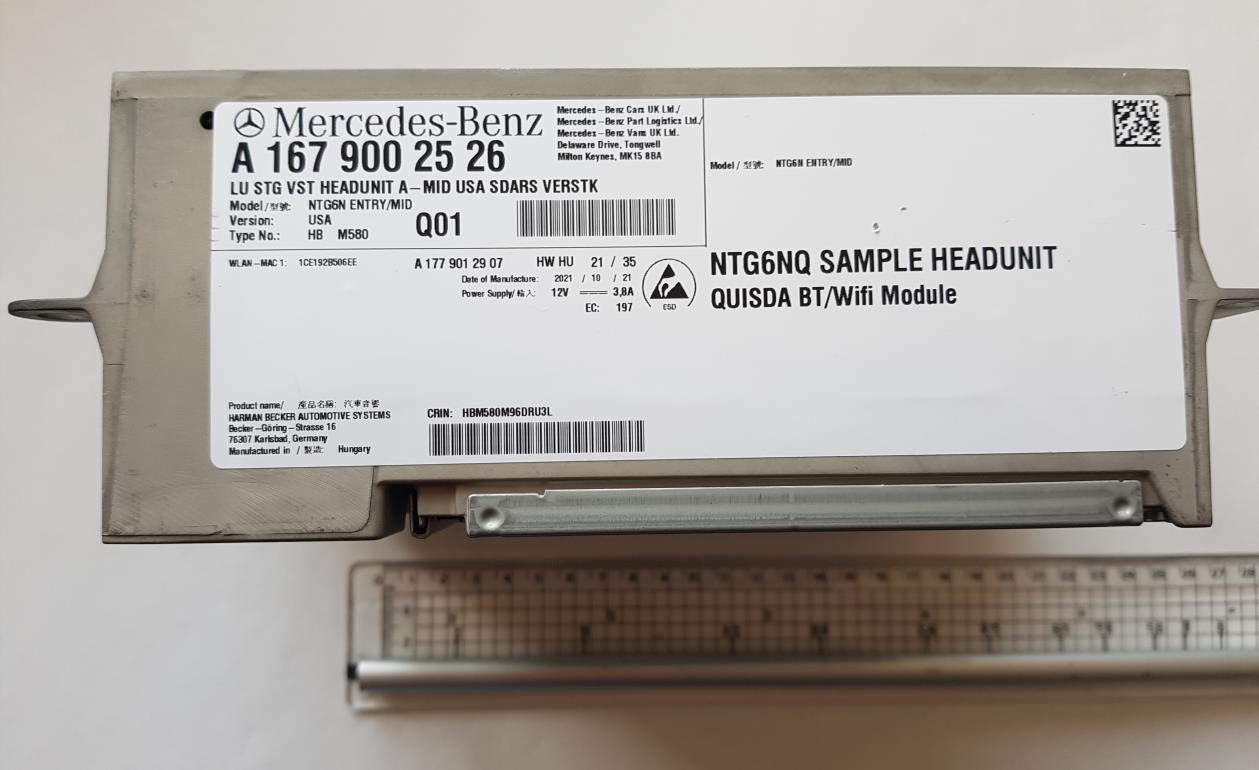 Mercedes-Benz
A 167 900 25 26
LU STG VST HEADUNIT A-MID USA SDARS VERSTK
Model/型號: NTG6N ENTRY/MID
Version: USA
Type No.: HB M580
Q01
Mercedes-Benz Cars UK Ltd./
Mercedes-Benz Part Logistics Ltd./
Mercedes-Benz Vans UK Ltd.
Delaware Drive, Tongwell
Milton Keynes, MK15 8BA
Model / 型號: NTG6N ENTRY/MID
WLAN-MAC 1: 1CE192B506EE
A 177 901 29 07 HW HU 21 / 35
Date of Manufacture: 2021 / 10 / 21
Power Supply/ 輸入: 12V 3,8A
EC: 197
ESD
NTG6NQ SAMPLE HEADUNIT
QUISDA BT/Wifi Module
Product name/ 產品名稱: 汽車音響
HARMAN BECKER AUTOMOTIVE SYSTEMS
Becker-Göring-Strasse 16
76307 Karlsbad, Germany
Manufactured in / 製造: Hungary
CRIN: HBM580M96DRU3L